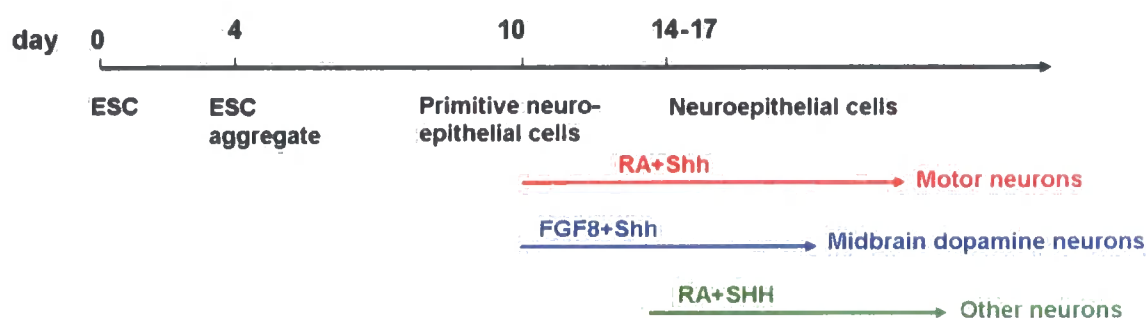 day 0 4 10 14-17
ESC ESC aggregate Primitive neuro-epithelial cells Neuroepithelial cells
RA+Shh
Motor neurons
FGF8+Shh
Midbrain dopamine neurons
RA+SHH
Other neurons